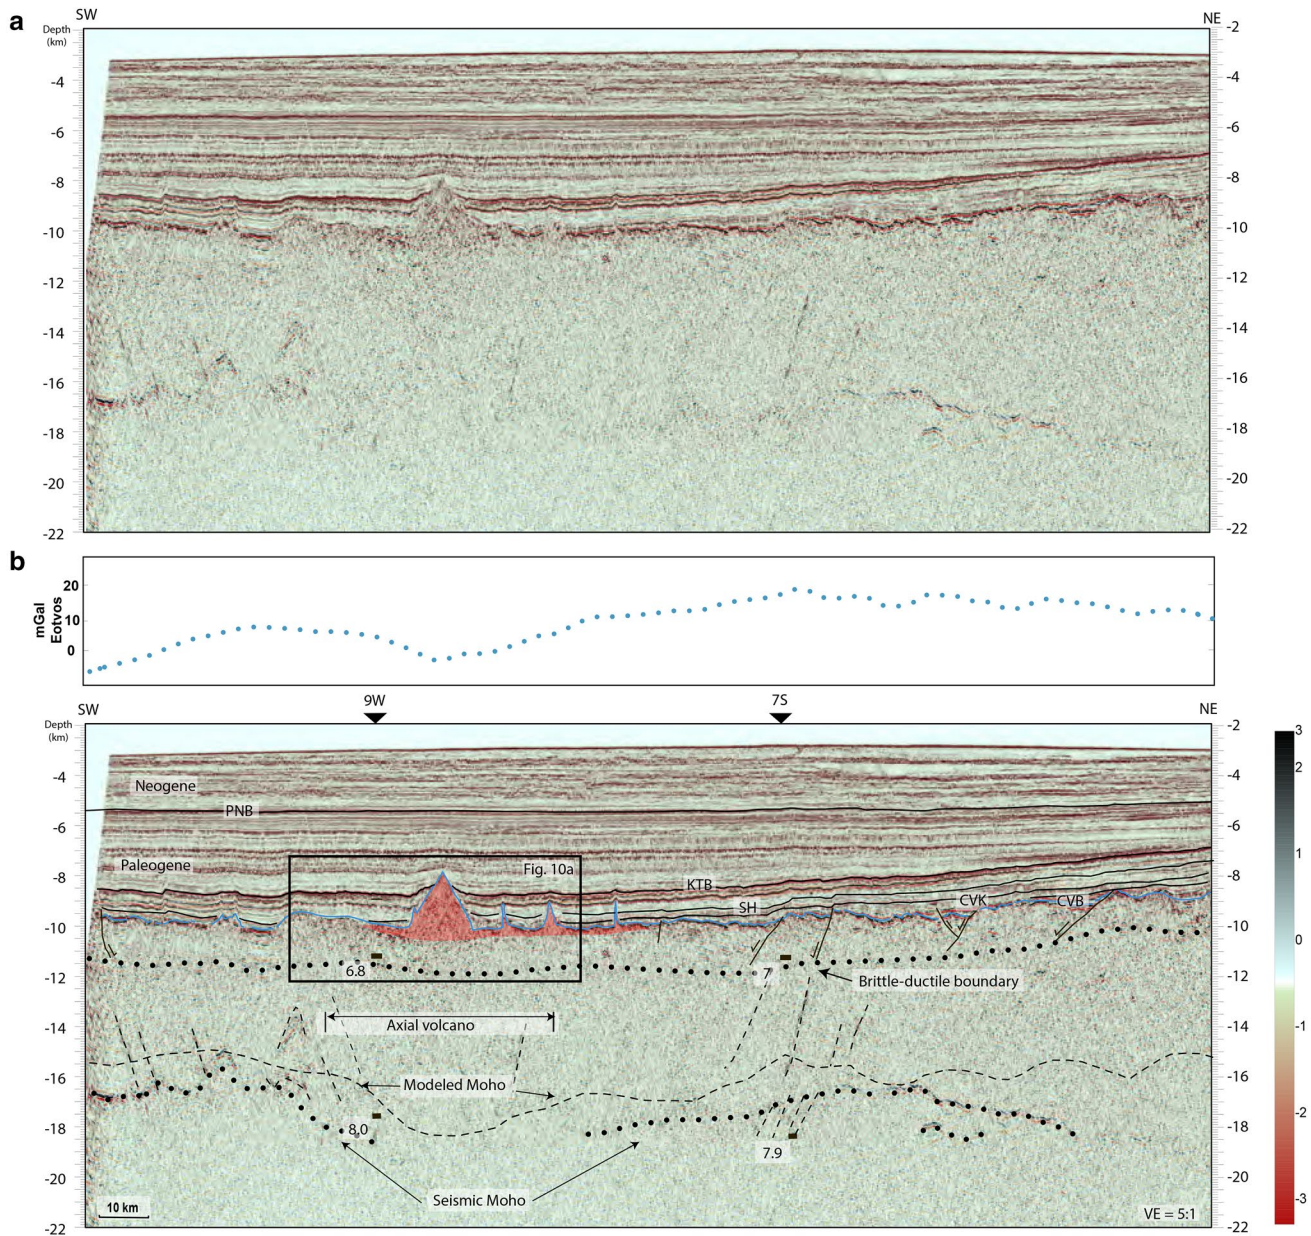 a
SW
NE
Depth
(km)
-2
-4
-4
-6
-6
-8
-8
-10
-10
-12
-12
-14
-14
-16
-16
-18
-18
-20
-20
-22
-22
b
mGal
Eotvos
20
10
0
9W
7S
SW
NE
Depth
(km)
-2
3
2
1
0
-1
-2
-3
Neogene
-4
-4
PNB
-6
-6
Paleogene
Fig. 10a
-8
-8
KTB
SH
CVK
CVB
-10
-10
6.8
7
-12
-12
Brittle-ductile boundary
-14
-14
Axial volcano
-16
-16
Modeled Moho
-18
-18
8.0
7.9
-20
-20
Seismic Moho
10 km
VE = 5:1
-22
-22